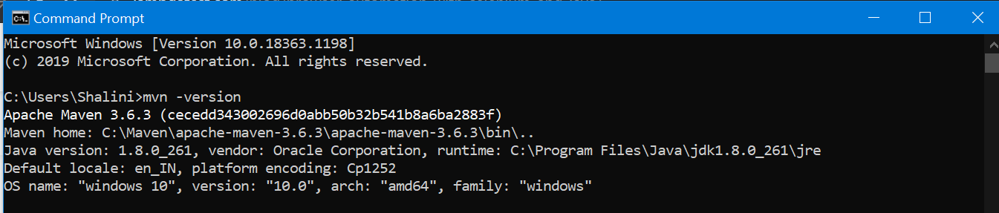 Command Prompt
Microsoft Windows [Version 10.0.18363.1198]
(c) 2019 Microsoft Corporation. All rights reserved.
C:\Users\Shalini>mvn -version
Apache Maven 3.6.3 (cecedd343002696d0abb50b32b541b8a6ba2883f)
Maven home: C:\Maven\apache-maven-3.6.3\apache-maven-3.6.3\bin\..
Java version: 1.8.0_261, vendor: Oracle Corporation, runtime: C:\Program Files\Java\jdk1.8.0_261\jre
Default locale: en_IN, platform encoding: Cp1252
OS name: "windows 10", version: "10.0", arch: "amd64", family: "windows"